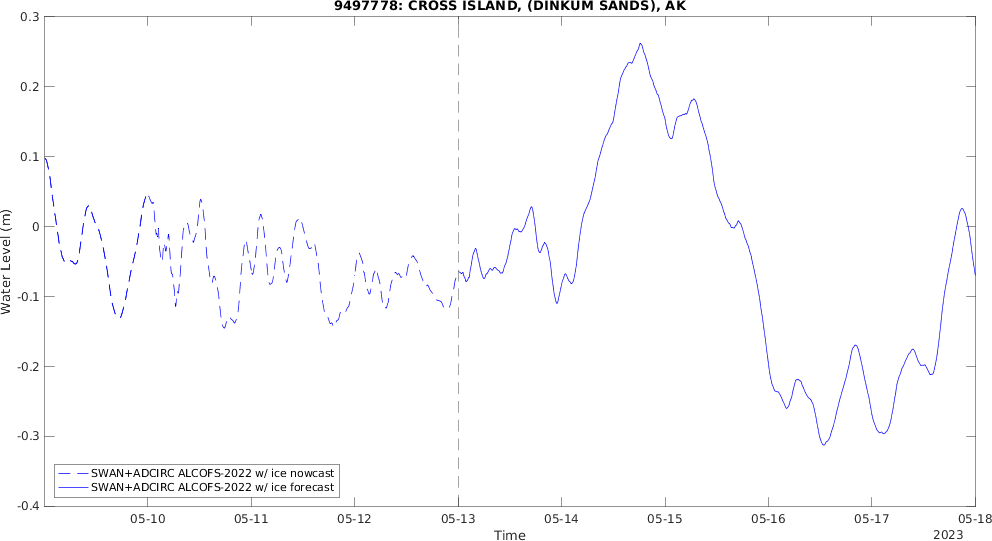 9497778: CROSS ISLAND, (DINKUM SANDS), AK
Water Level (m)
0.3
0.2
0.1
0
-0.1
-0.2
-0.3
-0.4
SWAN+ADCIRC ALCOFS-2022 w/ ice nowcast
SWAN+ADCIRC ALCOFS-2022 w/ ice forecast
05-10 05-11 05-12 05-13 05-14 05-15 05-16 05-17 05-18
Time
2023